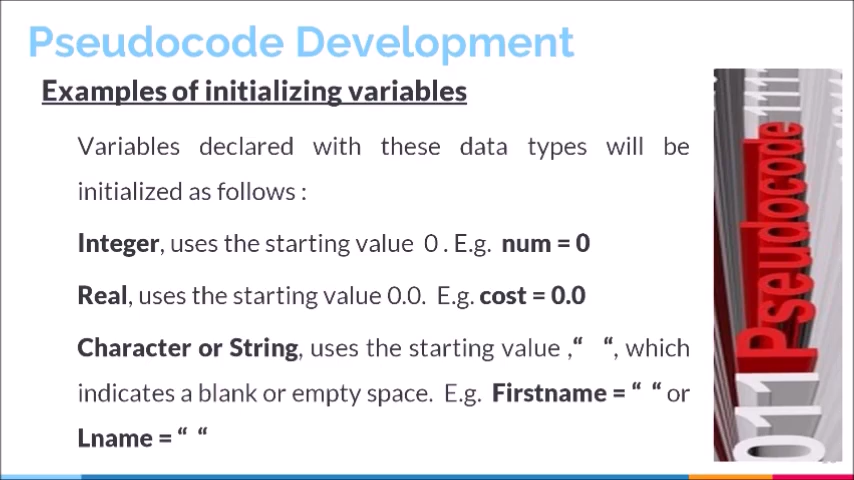 Pseudocode Development
Examples of initializing variables
Variables declared with these data types will be
initialized as follows :
Integer, uses the starting value 0 . E.g. num = 0
Real, uses the starting value 0.0. E.g. cost = 0.0
Character or String, uses the starting value ,“ “, which
indicates a blank or empty space. E.g. Firstname = “ “ or
Lname = “ “
011 Pseudocode 1111